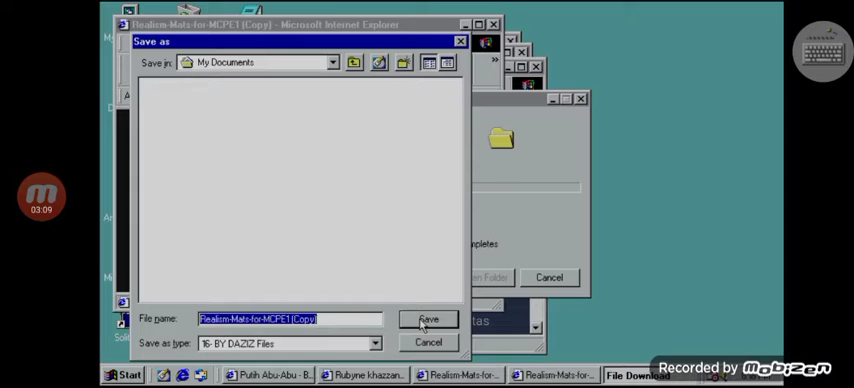 Realism-Mats-for-MCPE1 (Copy) - Microsoft Internet Explorer
Save as
Save in:
My Documents
03:09
File name:
Realism-Mats-for-MCPE1 (Copy)
Save
Save as type:
16- BY DAZIZ Files
Cancel
Folder
Cancel
Start
Putih Abu-Abu - B...
Rubyne khazzan...
Realism-Mats-for-...
Realism-Mats-for-...
File Download
Recorded by Mobizen